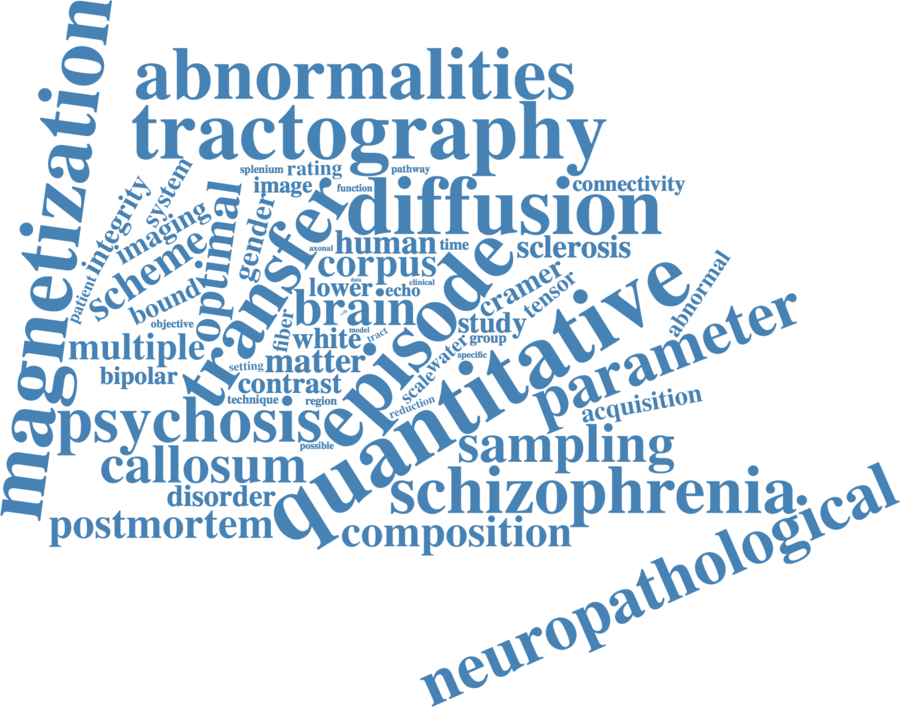 magnetization
abnormalities
tractography
splenium
rating
pathway
image
function
connectivity
system
integrity
imaging
scheme
patient
optimal
gender
transfer
diffusion
axonal
human
time
sclerosis
corpus
bound
objective
lower
data
echo
clinical
brain
episode
cramer
tensor
abnormal
fiber
white
model
tract
study
group
water
specific
multiple
setting
matter
bipolar
contrast
scale
quantitative
parameter
technique
region
reduction
acquisition
psychosis
possible
sampling
callosum
disorder
schizophrenia
postmortem
composition
neuropathological